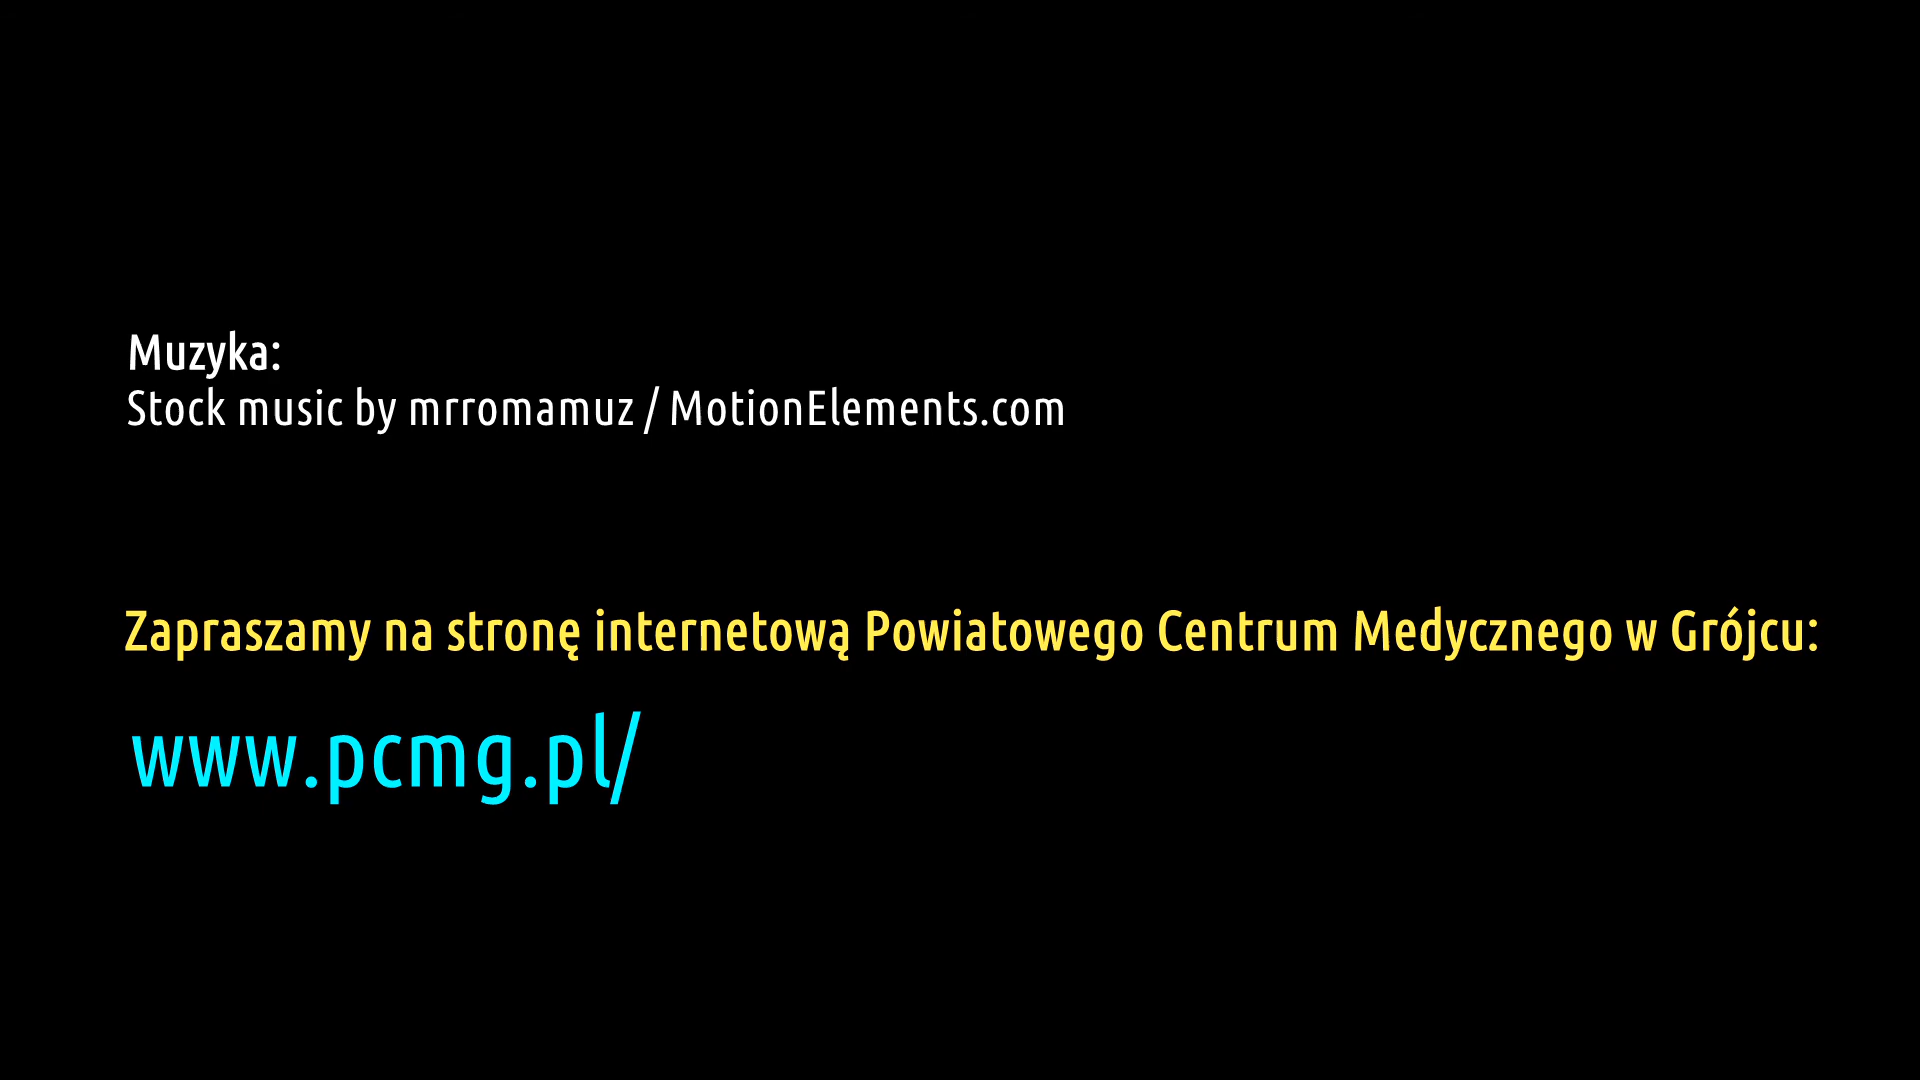 Muzyka:
Stock music by mrromamuz / MotionElements.com
Zapraszamy na stronę internetową Powiatowego Centrum Medycznego w Grójcu:
www.pcmg.pl/